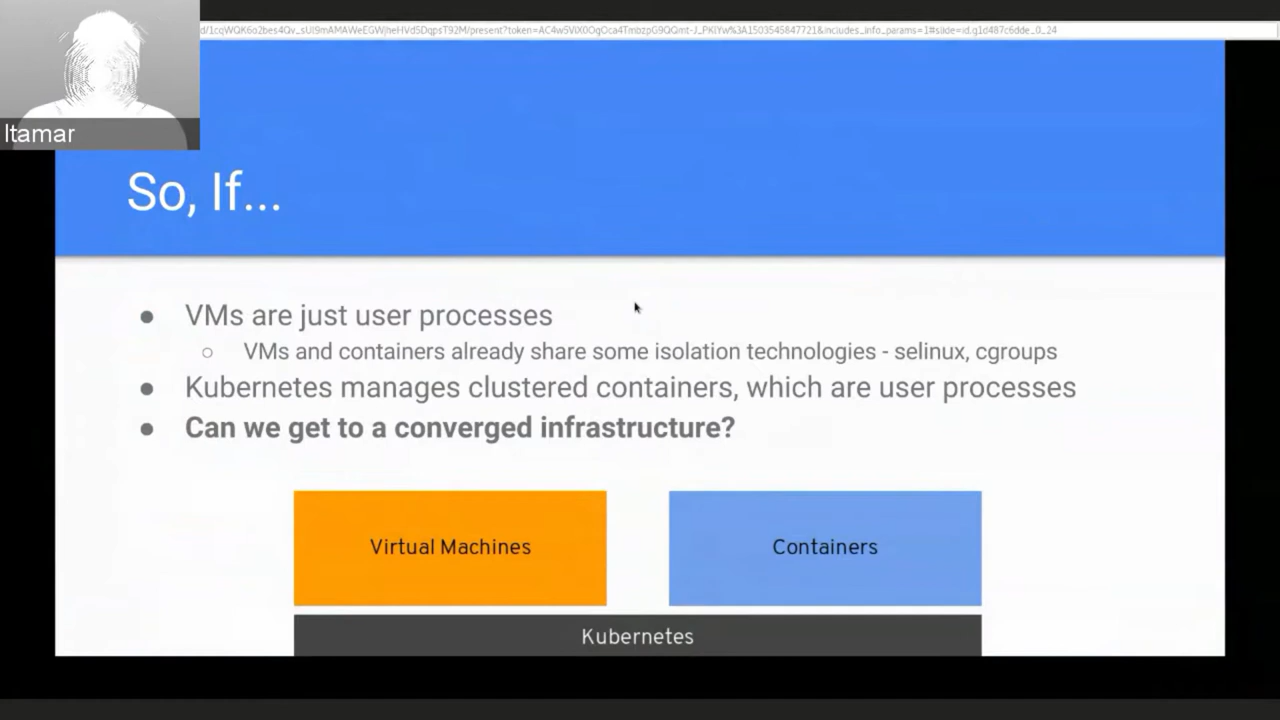 Itamar
So, If...
VMs are just user processes
VMs and containers already share some isolation technologies - selinux, cgroups
Kubernetes manages clustered containers, which are user processes
Can we get to a converged infrastructure?
Virtual Machines
Containers
Kubernetes